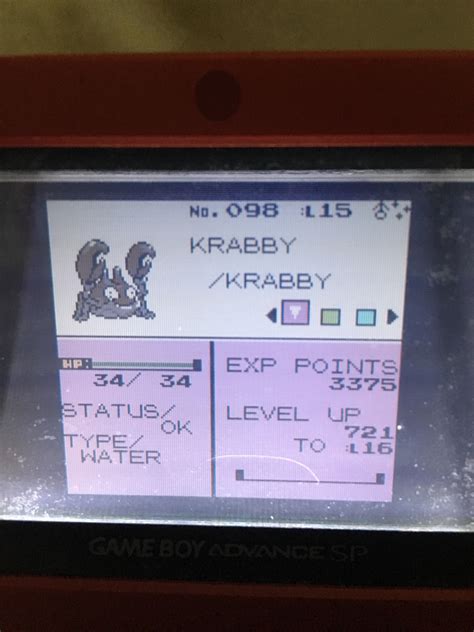 No. 098 :L15
KRABBY
/KRABBY
HP:
34/ 34
STATUS/
OK
TYPE/
WATER
EXP POINTS
3375
LEVEL UP
721
TO :L16
GAME BOY ADVANCE SP